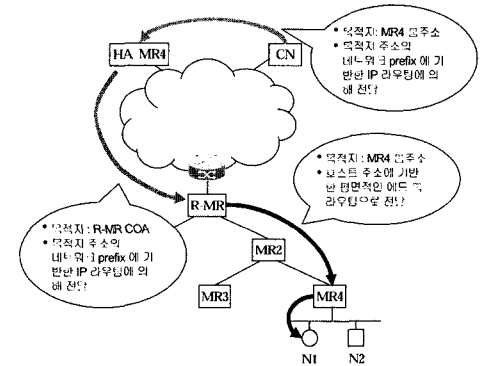 • 목적지: MR4 홈주소
• 목적지 주소의
네트워크 prefix 에 기
반한 IP 라우팅에 의
해 전달
HA MR4
CN
• 목적지: MR4 홈주소
• 호스트 주소에 기반
한 평면적인 에드 혹
라우팅으로 전달
R-MR
• 목적지 : R-MR COA
• 목적지 주소의
네트워크 prefix 에 기
반한 IP 라우팅에 의
해 전달
MR2
MR3
MR4
N1
N2